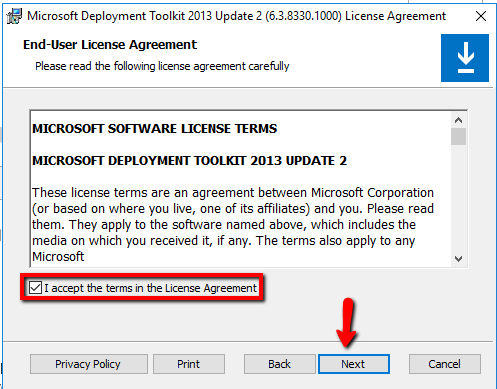 Microsoft Deployment Toolkit 2013 Update 2 (6.3.8330.1000) License Agreement
End-User License Agreement
Please read the following license agreement carefully
MICROSOFT SOFTWARE LICENSE TERMS
MICROSOFT DEPLOYMENT TOOLKIT 2013 UPDATE 2
These license terms are an agreement between Microsoft Corporation
(or based on where you live, one of its affiliates) and you. Please read
them. They apply to the software named above, which includes the
media on which you received it, if any. The terms also apply to any
Microsoft
I accept the terms in the License Agreement
Privacy Policy Print Back Next Cancel